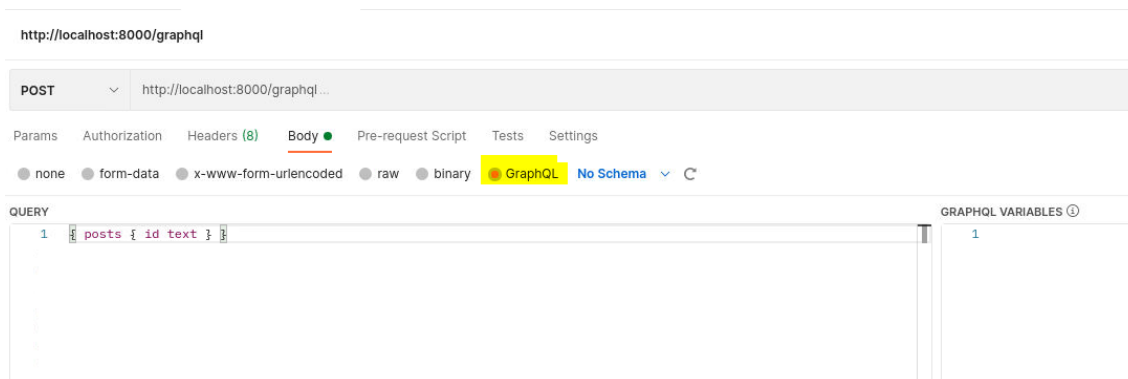 http://localhost:8000/graphql
POST http://localhost:8000/graphql ...
Params Authorization Headers (8) Body Pre-request Script Tests Settings
none form-data x-www-form-urlencoded raw binary GraphQL No Schema
QUERY GRAPHQL VARIABLES
1 { posts { id text } } 1